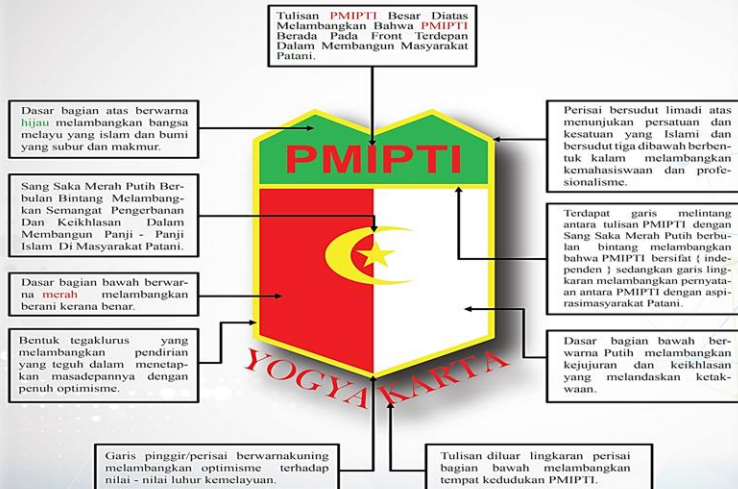 Tulisan PMIPTI Besar Diatas
Melambangkan Bahwa PMIPTI
Berada Pada Front Terdepan
Dalam Membangun Masyarakat
Patani.
Dasar bagian atas berwarna
hijau melambangkan bangsa
melayu yang islam dan bumi
yang subur dan makmur.
Perisai bersudut limadi atas
menunjukan persatuan dan
kesatuan yang Islami dan
bersudut tiga dibawah berben-
tuk kalam melambangkan
kemahasiswaan dan profe-
sionalisme.
PMIPTI
Sang Saka Merah Putih Ber-
bulan Bintang Melambang-
kan Semangat Pengerbanan
Dan Keikhlasan Dalam
Membangun Panji - Panji
Islam Di Masyarakat Patani.
Terdapat garis melintang
antara tulisan PMIPTI dengan
Sang Saka Merah Putih berbu-
lan bintang melambangkan
bahwa PMIPTI bersifat { inde-
penden } sedangkan garis ling-
karan melambangkan pernyata-
an antara PMIPTI dengan aspi-
rasimasyarakat Patani.
Dasar bagian bawah berwar-
na merah melambangkan
berani kerana benar.
Bentuk tegaklurus yang
melambangkan pendirian
yang teguh dalam menetap-
kan masadepannya dengan
penuh optimisme.
Dasar bagian bawah ber-
warna Putih melambangkan
kejujuran dan keikhlasan
yang melandaskan ketak-
waan.
YOGYAKARTA
Garis pinggir/perisai berwarnakuning
melambangkan optimisme terhadap
nilai - nilai luhur kemelayuan.
Tulisan diluar lingkaran perisai
bagian bawah melambangkan
tempat kedudukan PMIPTI.